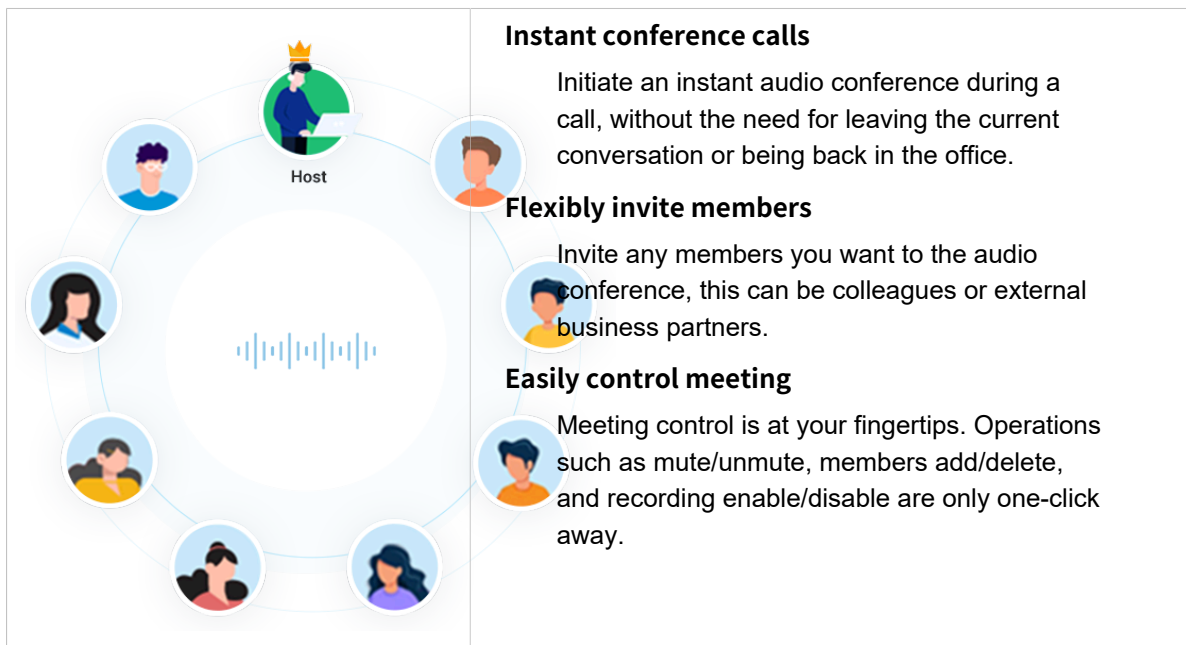 Host
Instant conference calls
Initiate an instant audio conference during a
call, without the need for leaving the current
conversation or being back in the office.
Flexibly invite members
Invite any members you want to the audio
conference, this can be colleagues or external
business partners.
Easily control meeting
Meeting control is at your fingertips. Operations
such as mute/unmute, members add/delete,
and recording enable/disable are only one-click
away.